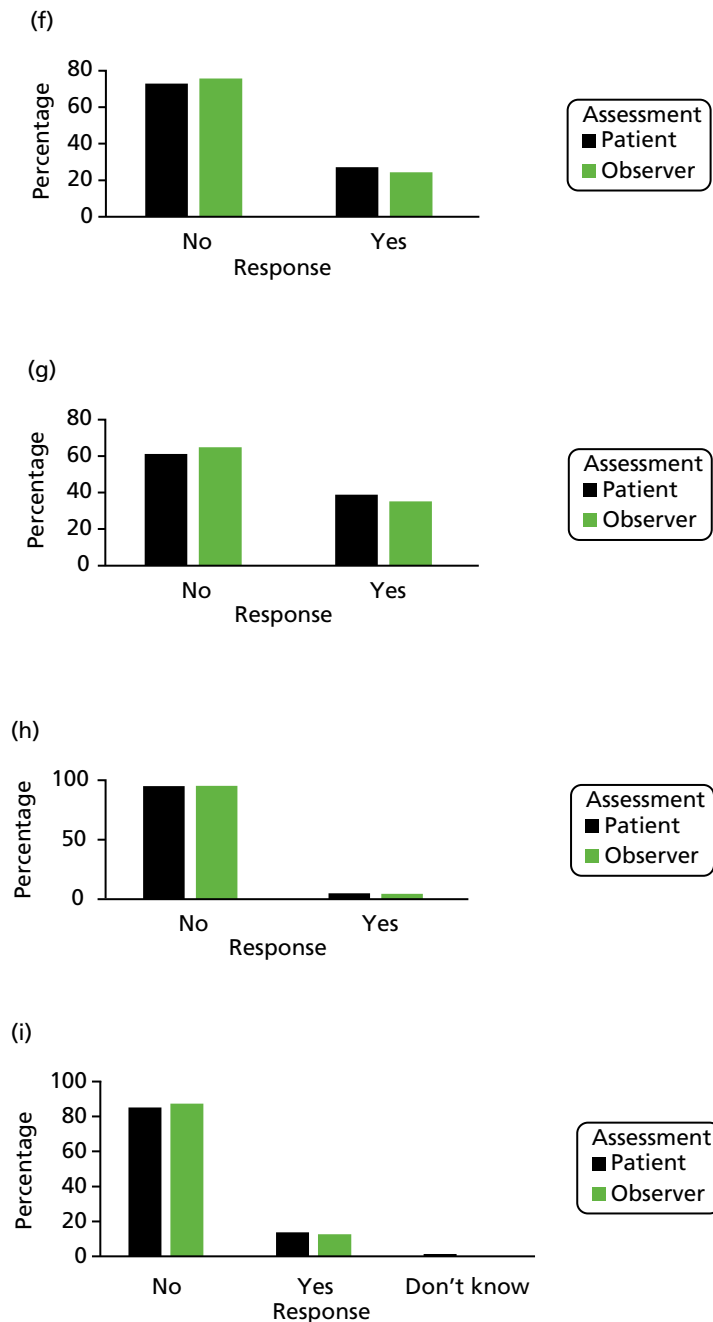 (f)
80
60
40
20
0
Percentage
No Yes
Response
Assessment
Patient
Observer
(g)
80
60
40
20
0
Percentage
No Yes
Response
Assessment
Patient
Observer
(h)
100
50
0
Percentage
No Yes
Response
Assessment
Patient
Observer
(i)
100
80
60
40
20
0
Percentage
No Yes Don't know
Response
Assessment
Patient
Observer